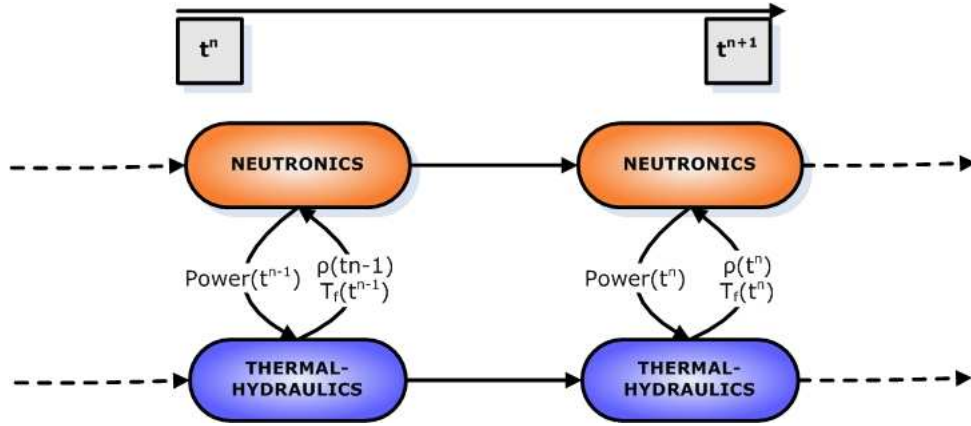 tⁿ
tⁿ⁺¹
NEUTRONICS
NEUTRONICS
Power(tⁿ⁻¹)
ρ(tn-1)
T_f(tⁿ⁻¹)
Power(tⁿ)
ρ(tⁿ)
T_f(tⁿ)
THERMAL-
HYDRAULICS
THERMAL-
HYDRAULICS